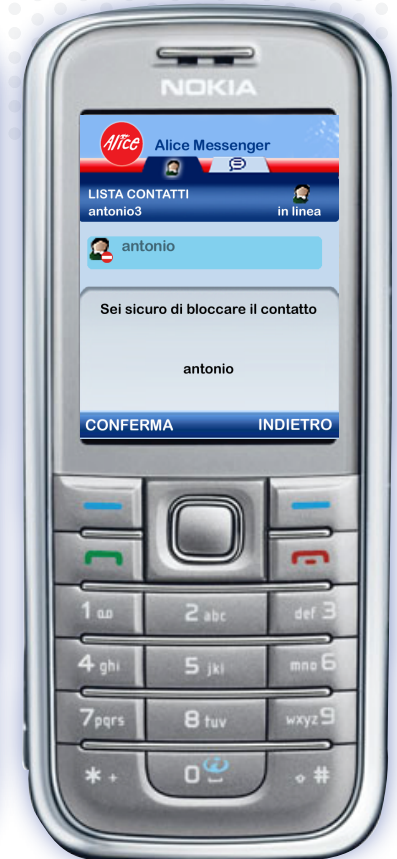 NOKIA
Alice
Alice Messenger
LISTA CONTATTI
antonio3
in linea
antonio
Sei sicuro di bloccare il contatto
antonio
CONFERMA
INDIETRO
1
2 abc
def 3
4 ghi
5 jkl
mno 6
7 pqrs
8 tuv
wxyz 9
* +
0
#